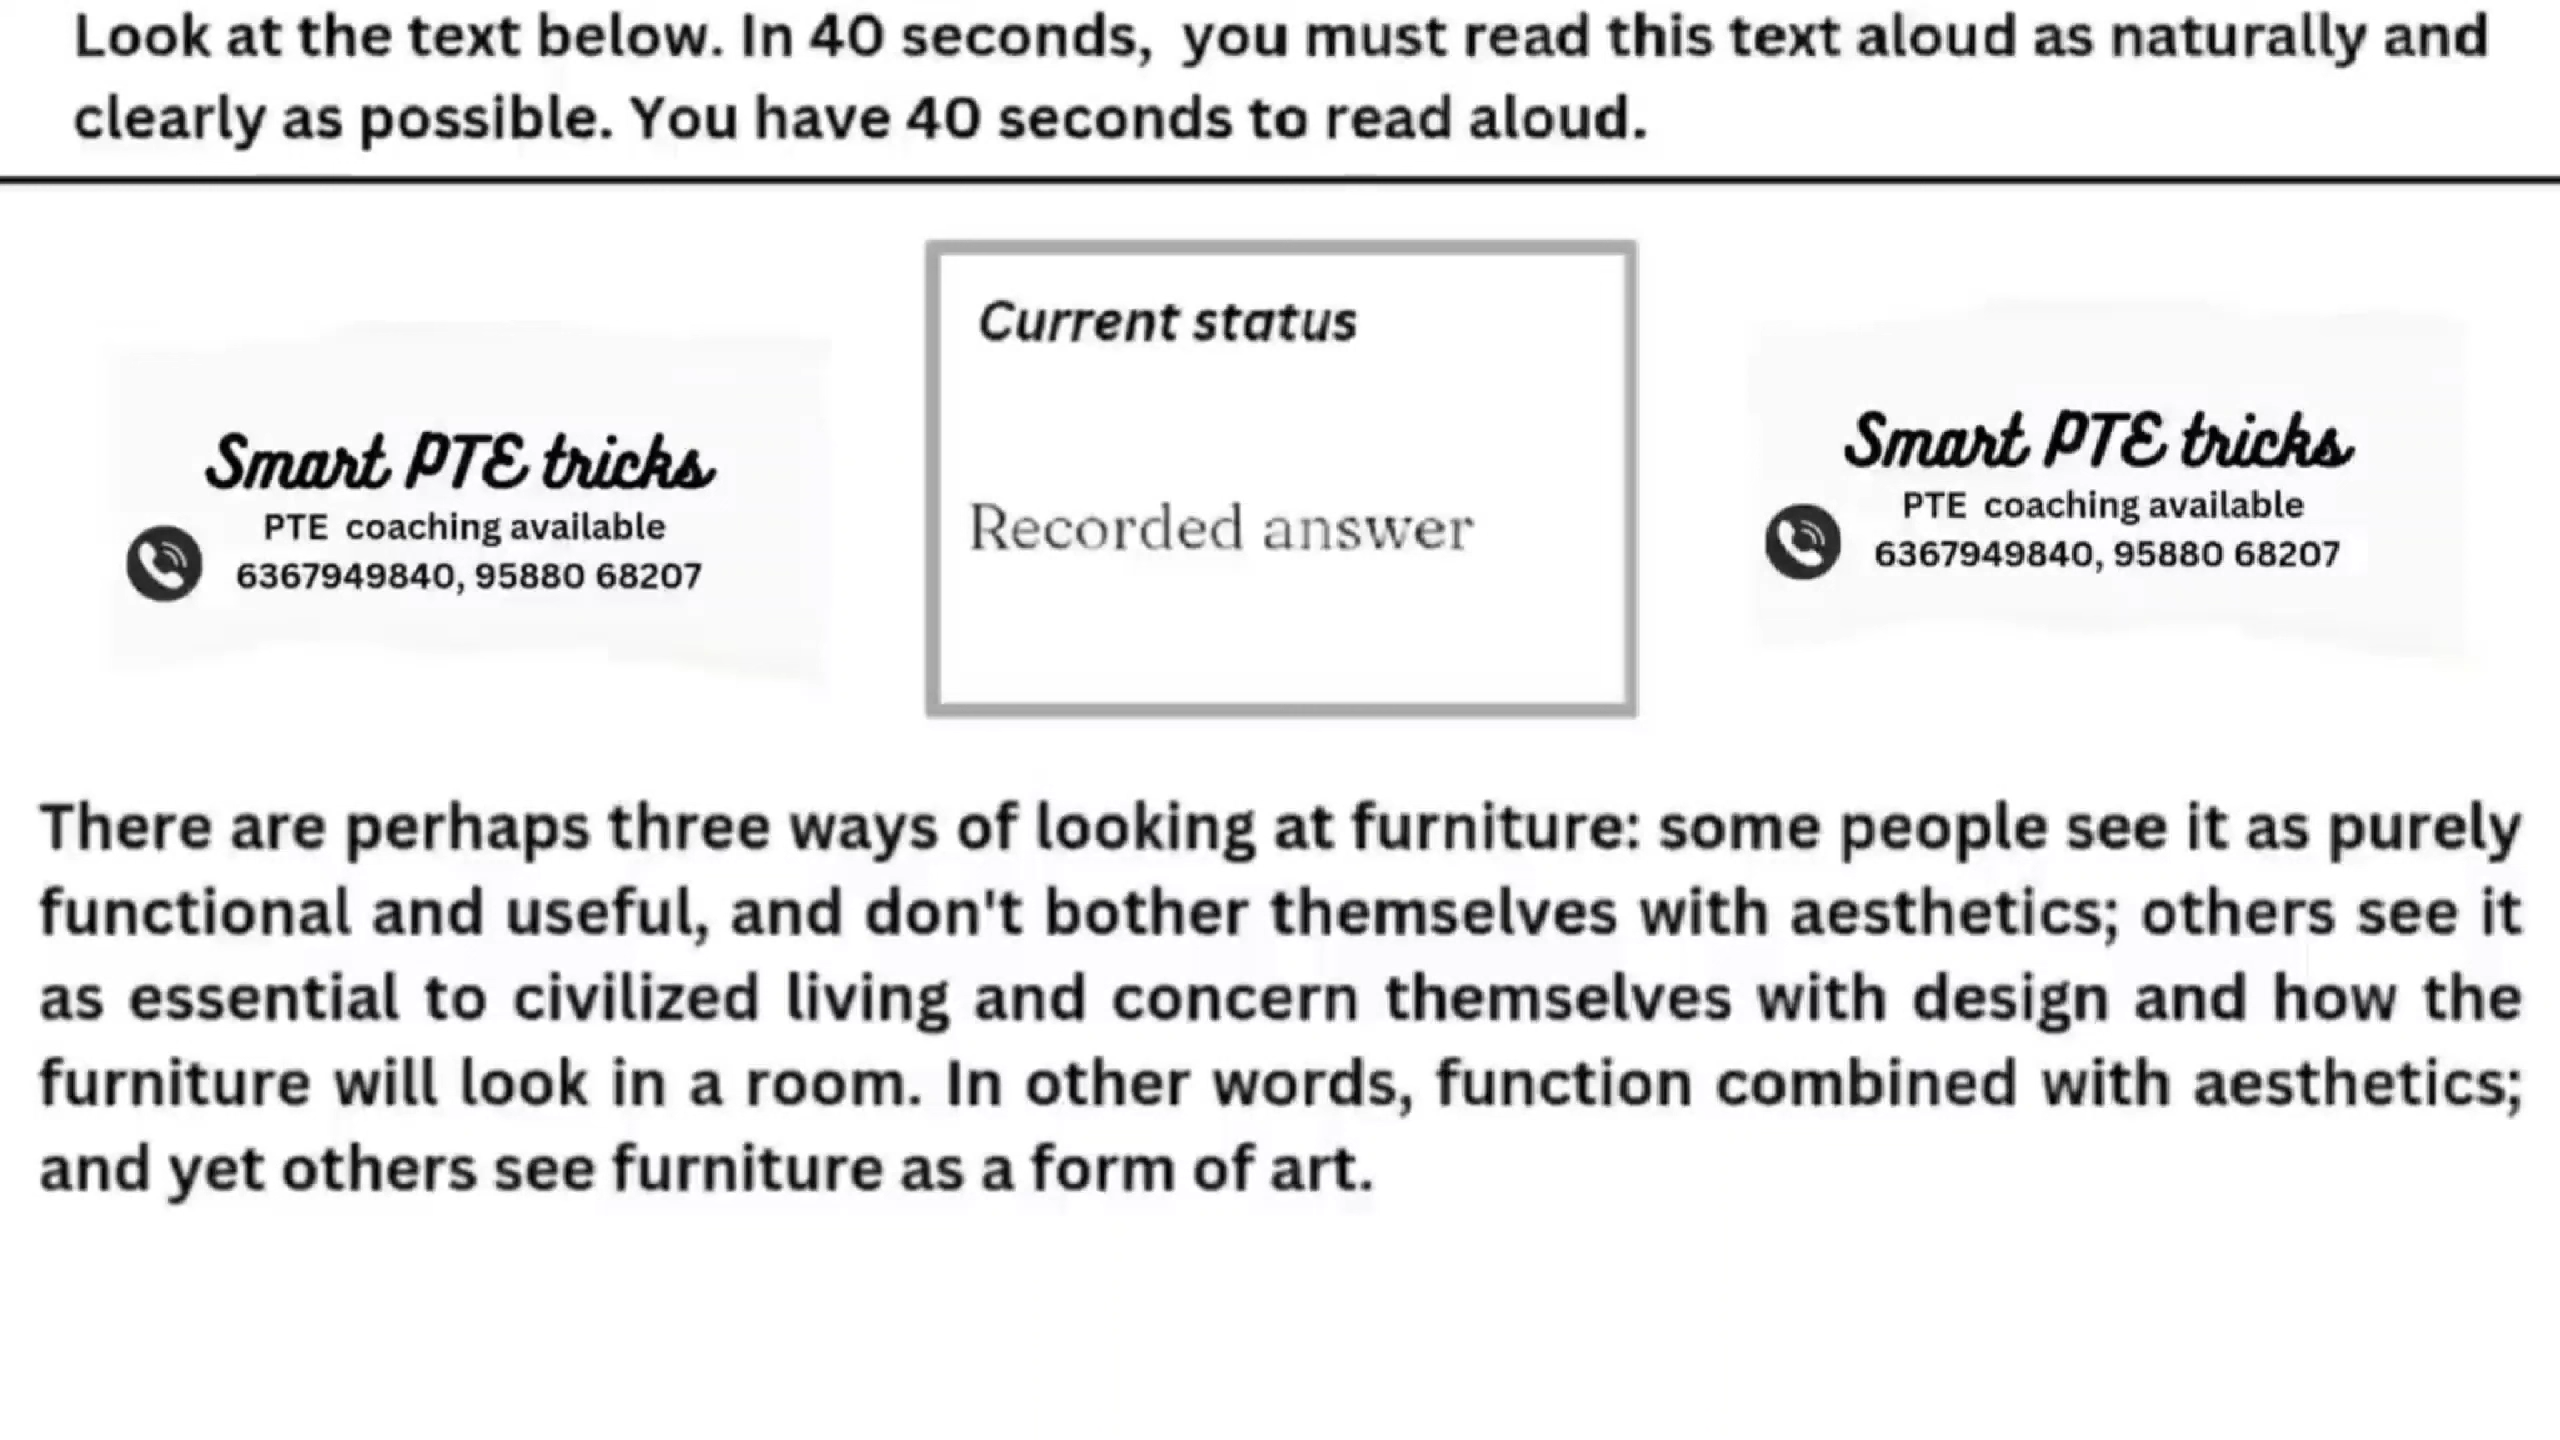 Look at the text below. In 40 seconds, you must read this text aloud as naturally and
clearly as possible. You have 40 seconds to read aloud.
Current status
Recorded answer
Smart PTE tricks
PTE coaching available
6367949840, 95880 68207
Smart PTE tricks
PTE coaching available
6367949840, 95880 68207
There are perhaps three ways of looking at furniture: some people see it as purely
functional and useful, and don't bother themselves with aesthetics; others see it
as essential to civilized living and concern themselves with design and how the
furniture will look in a room. In other words, function combined with aesthetics;
and yet others see furniture as a form of art.